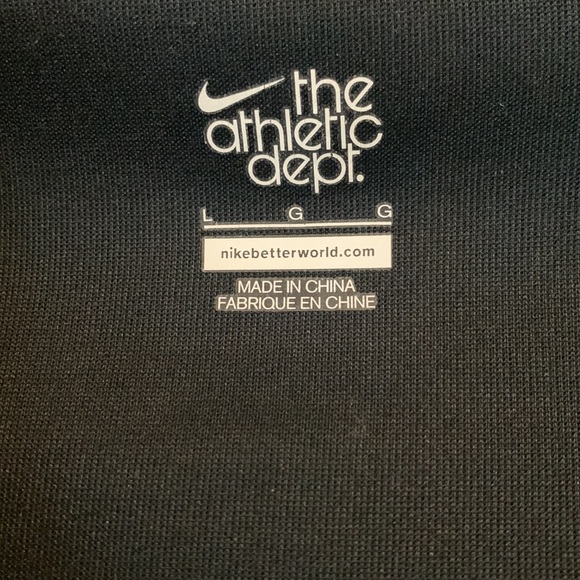 the
athletic
dept.
L G G
nikebetterworld.com
MADE IN CHINA
FABRIQUE EN CHINE